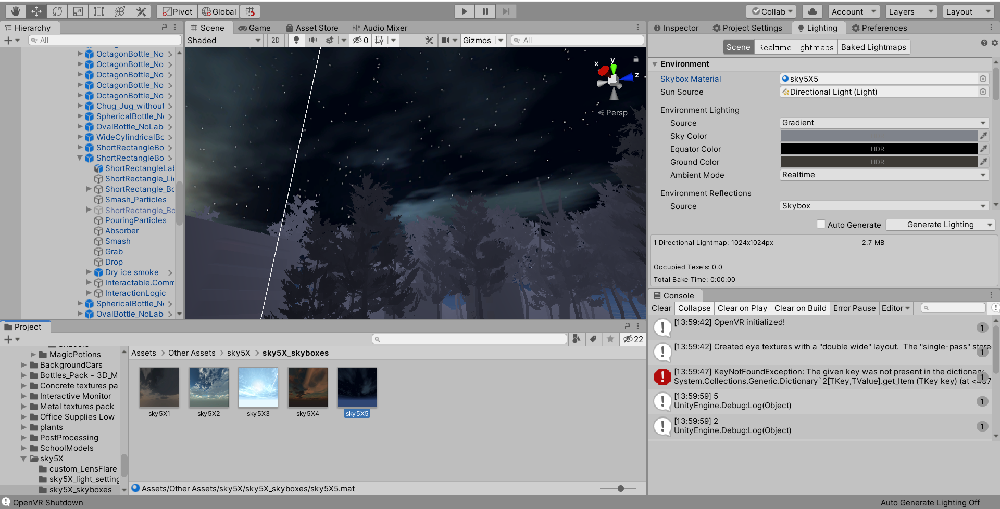 Pivot
Global
Collab
Account
Layers
Layout
Hierarchy
All
OctagonBottle_No
OctagonBottle_No
OctagonBottle_No
OctagonBottle_No
OctagonBottle_No
Chug_Jug_without
SphericalBottle_No
OvalBottle_NoLab
WideCylindricalBo
ShortRectangleBo
ShortRectangleBo
ShortRectangleLa
ShortRectangle_Li
ShortRectangle_Bo
Smash_Particles
ShortRectangle_Bo
PouringParticles
Absorber
Smash
Grab
Drop
Dry ice smoke
Interactable.Comm
InteractionLogic
SphericalBottle_No
OvalBottle_NoLab
Scene
Game
Asset Store
Audio Mixer
Shaded
2D
0
Gizmos
All
x
y
z
Persp
Inspector
Project Settings
Lighting
Preferences
Scene
Realtime Lightmaps
Baked Lightmaps
Environment
Skybox Material
sky5X5
Sun Source
Directional Light (Light)
Environment Lighting
Source
Gradient
Sky Color
Equator Color
HDR
Ground Color
HDR
Ambient Mode
Realtime
Environment Reflections
Source
Skybox
Auto Generate
Generate Lighting
1 Directional Lightmap: 1024x1024px
2.7 MB
Occupied Texels: 0.0
Total Bake Time: 0:00:00
Console
Clear
Collapse
Clear on Play
Clear on Build
Error Pause
Editor
[13:59:42] OpenVR initialized!
1
[13:59:42] Created eye textures with a "double wide" layout.  The "single-pass" stere
1
[13:59:47] KeyNotFoundException: The given key was not present in the dictionary
System.Collections.Generic.Dictionary`2[TKey,TValue].get_Item (TKey key) (at
1
[13:59:59] 5
UnityEngine.Debug:Log(Object)
1
[13:59:59] 2
UnityEngine.Debug:Log(Object)
1
Project
22
MagicPotions
BackgroundCars
Bottles_Pack - 3D_M
Concrete textures pa
Interactive Monitor
Metal textures pack
Office Supplies Low
plants
PostProcessing
SchoolModels
sky5X
custom_LensFlare
sky5X_light_setting
sky5X_skyboxes
Assets > Other Assets > sky5X > sky5X_skyboxes
sky5X1
sky5X2
sky5X3
sky5X4
sky5X5
Assets/Other Assets/sky5X/sky5X_skyboxes/sky5X5.mat
OpenVR Shutdown
Auto Generate Lighting Off